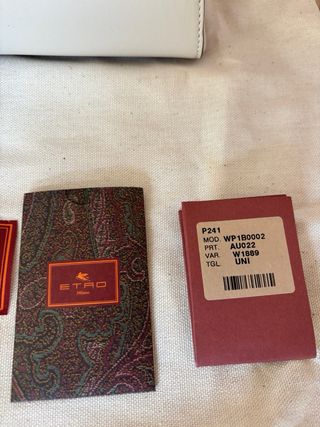 ETRO
Milano
P241
MOD. WP1B0002
PRT. AU022
VAR. W1889
TGL. UNI